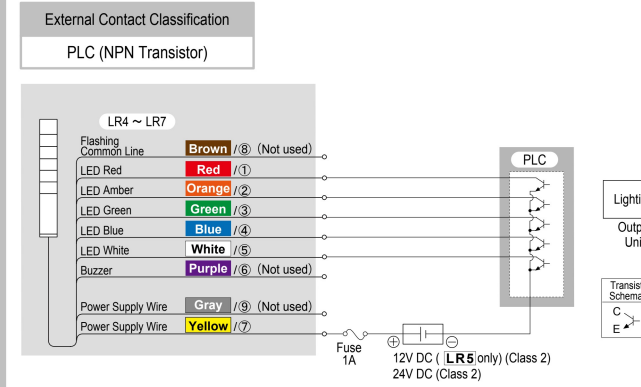 External Contact Classification
PLC (NPN Transistor)
LR4 ~ LR7
Flashing
Common Line Brown /⑧ (Not used)
LED Red Red /①
LED Amber Orange /②
LED Green Green /③
LED Blue Blue /④
LED White White /⑤
Buzzer Purple /⑥ (Not used)
Power Supply Wire Gray /⑨ (Not used)
Power Supply Wire Yellow /⑦
PLC
Fuse
1A
⊕ ⊖
12V DC ( LR5 only) (Class 2)
24V DC (Class 2)
C
E